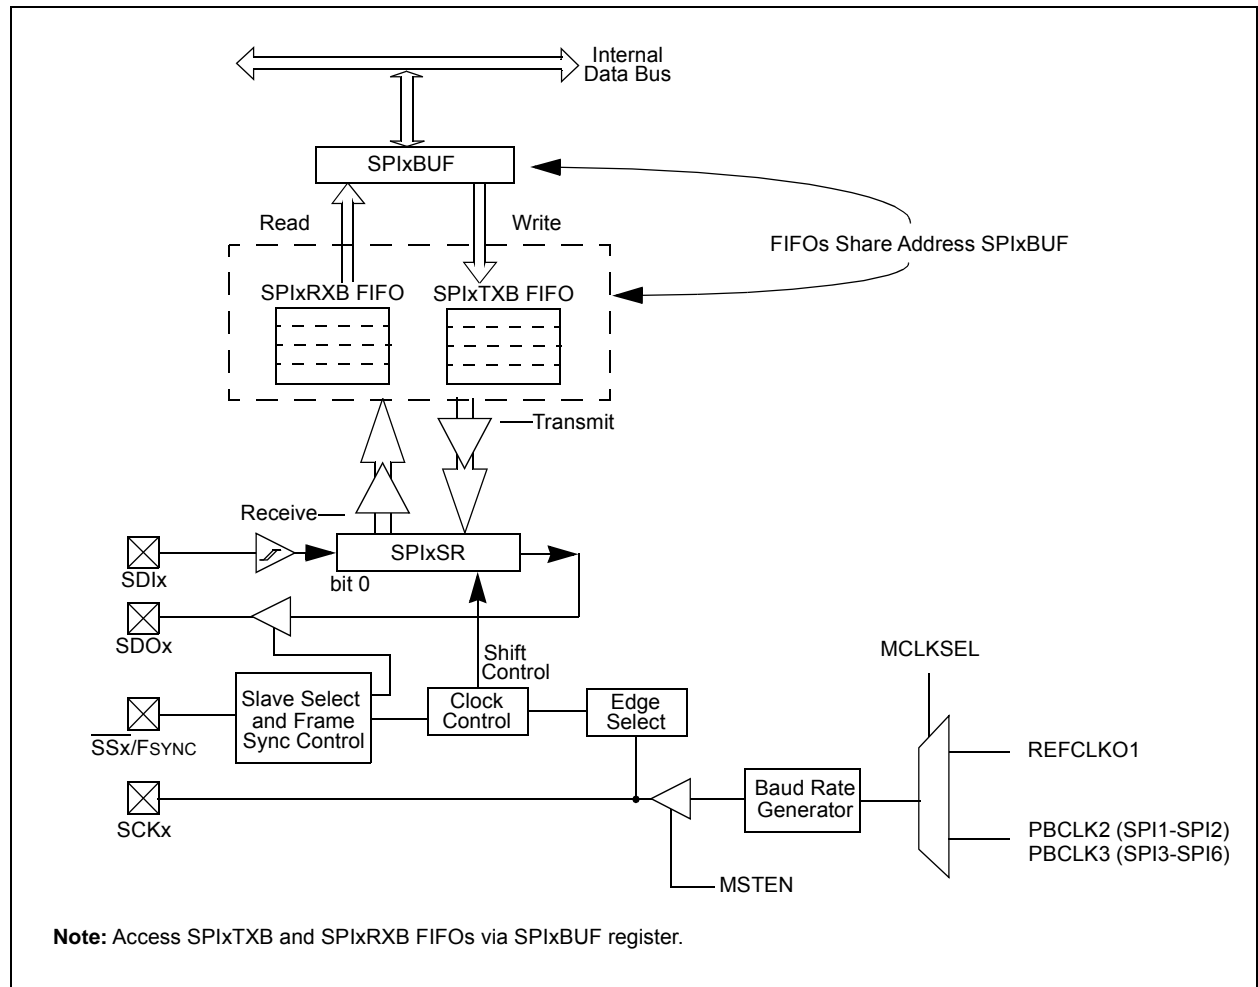 Internal
Data Bus
SPIxBUF
Read
Write
FIFOs Share Address SPIxBUF
SPIxRXB FIFO
SPIxTXB FIFO
Transmit
Receive
SPIxSR
SDIx
bit 0
SDOx
Shift
Control
MCLKSEL
Slave Select
and Frame
Sync Control
Clock
Control
Edge
Select
SSx/FSYNC
REFCLKO1
Baud Rate
Generator
SCKx
PBCLK2 (SPI1-SPI2)
PBCLK3 (SPI3-SPI6)
MSTEN
Note: Access SPIxTXB and SPIxRXB FIFOs via SPIxBUF register.